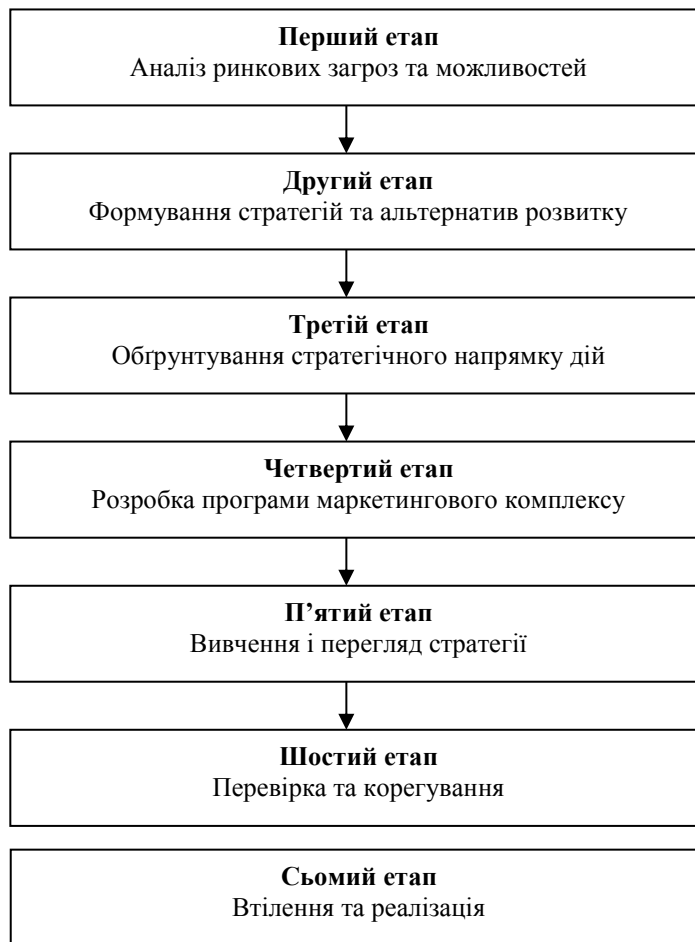 Перший етап
Аналіз ринкових загроз та можливостей
Другий етап
Формування стратегій та альтернатив розвитку
Третій етап
Обґрунтування стратегічного напрямку дій
Четвертий етап
Розробка програми маркетингового комплексу
П’ятий етап
Вивчення і перегляд стратегії
Шостий етап
Перевірка та корегування
Сьомий етап
Втілення та реалізація